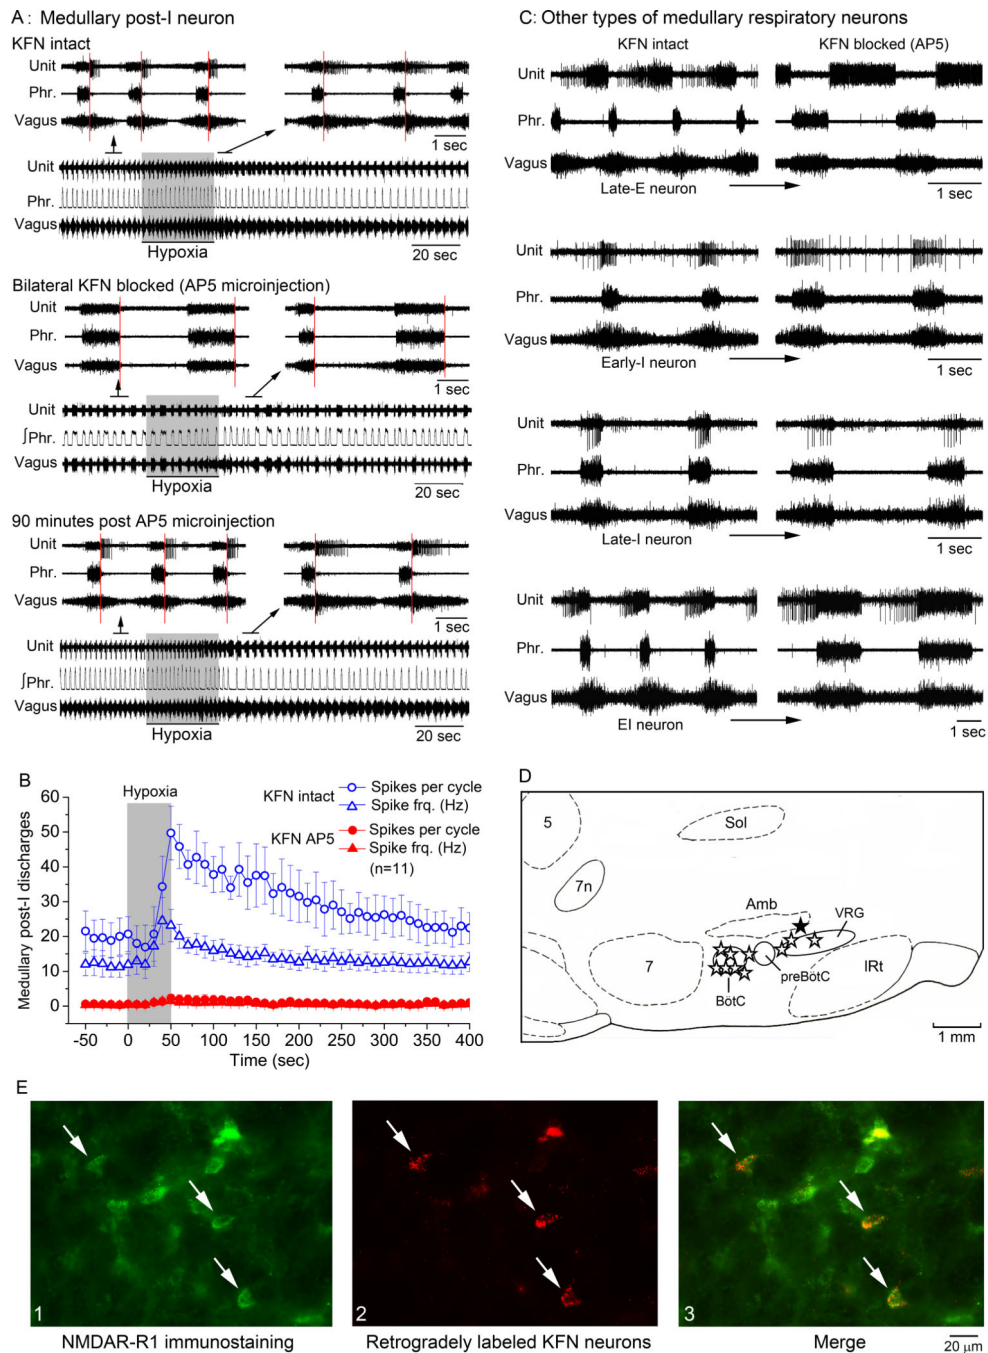 A: Medullary post-I neuron
KFN intact
Unit
Phr.
Vagus
1 sec
Unit
Phr.
Vagus
Hypoxia
20 sec
Bilateral KFN blocked (AP5 microinjection)
Unit
Phr.
Vagus
1 sec
Unit
∫Phr.
Vagus
Hypoxia
20 sec
90 minutes post AP5 microinjection
Unit
Phr.
Vagus
1 sec
Unit
∫Phr.
Vagus
Hypoxia
20 sec
C: Other types of medullary respiratory neurons
KFN intact
KFN blocked (AP5)
Unit
Phr.
Vagus
Late-E neuron
1 sec
Unit
Phr.
Vagus
Early-I neuron
1 sec
Unit
Phr.
Vagus
Late-I neuron
1 sec
Unit
Phr.
Vagus
EI neuron
1 sec
B
Medullary post-I discharges
60
50
40
30
20
10
0
Hypoxia
KFN intact
Spikes per cycle
Spike frq. (Hz)
KFN AP5
Spikes per cycle
Spike frq. (Hz)
(n=11)
-50 0 50 100 150 200 250 300 350 400
Time (sec)
D
5
Sol
7n
Amb
VRG
7
preBotC
IRt
BotC
1 mm
E
1
2
3
NMDAR-R1 immunostaining
Retrogradely labeled KFN neurons
Merge
20 μm